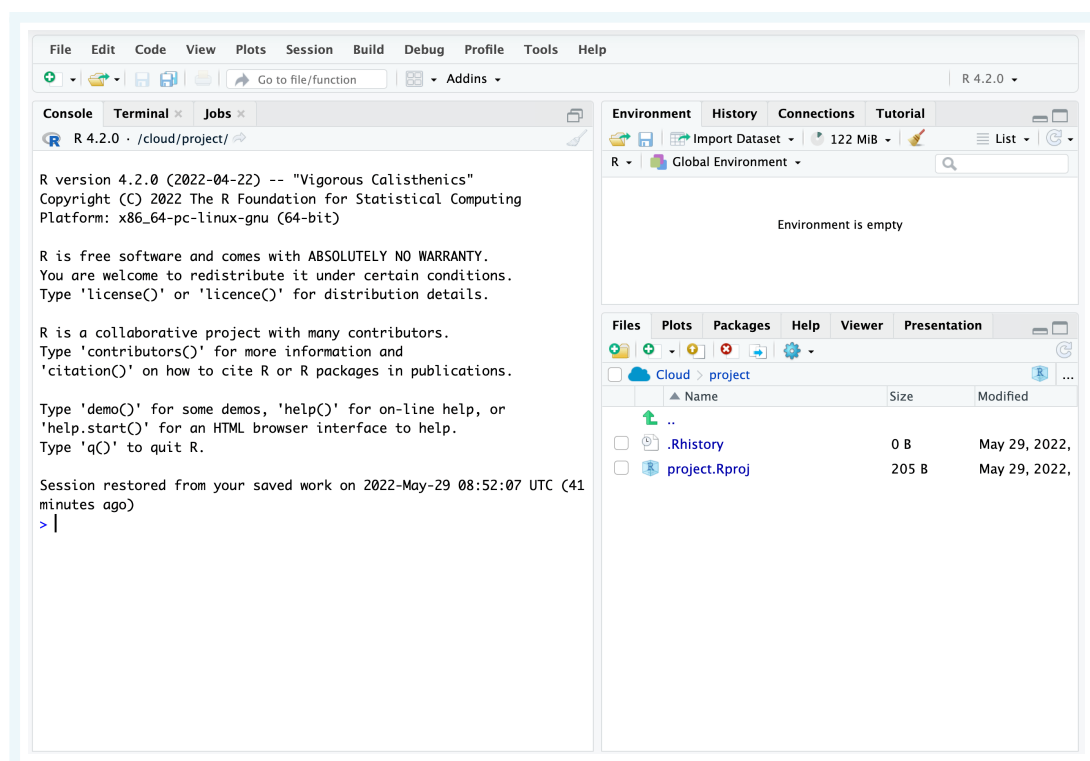 File Edit Code View Plots Session Build Debug Profile Tools Help
Go to file/function Addins R 4.2.0
Console Terminal Jobs
R 4.2.0 · /cloud/project/
R version 4.2.0 (2022-04-22) -- "Vigorous Calisthenics"
Copyright (C) 2022 The R Foundation for Statistical Computing
Platform: x86_64-pc-linux-gnu (64-bit)
R is free software and comes with ABSOLUTELY NO WARRANTY.
You are welcome to redistribute it under certain conditions.
Type 'license()' or 'licence()' for distribution details.
R is a collaborative project with many contributors.
Type 'contributors()' for more information and
'citation()' on how to cite R or R packages in publications.
Type 'demo()' for some demos, 'help()' for on-line help, or
'help.start()' for an HTML browser interface to help.
Type 'q()' to quit R.
Session restored from your saved work on 2022-May-29 08:52:07 UTC (41
minutes ago)
>
Environment History Connections Tutorial
Import Dataset 122 MiB List
R Global Environment
Environment is empty
Files Plots Packages Help Viewer Presentation
Cloud > project R ...
Name Size Modified
..
.Rhistory 0 B May 29, 2022,
project.Rproj 205 B May 29, 2022,